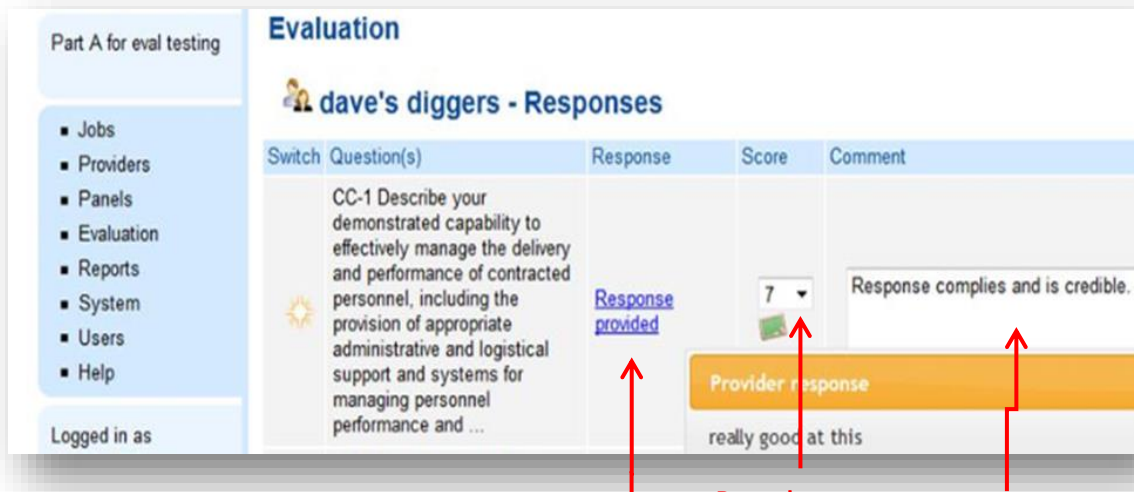 Part A for eval testing
Jobs
Providers
Panels
Evaluation
Reports
System
Users
Help
Logged in as
Evaluation
dave's diggers - Responses
Switch Question(s) Response Score Comment
CC-1 Describe your
demonstrated capability to
effectively manage the delivery
and performance of contracted
personnel, including the
provision of appropriate
administrative and logistical
support and systems for
managing personnel
performance and ...
Response
provided
7
Response complies and is credible.
Provider response
really good at this